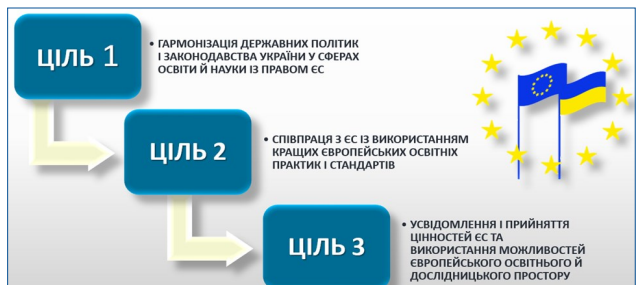 ЦІЛЬ 1
• ГАРМОНІЗАЦІЯ ДЕРЖАВНИХ ПОЛІТИК
І ЗАКОНОДАВСТВА УКРАЇНИ У СФЕРАХ
ОСВІТИ Й НАУКИ ІЗ ПРАВОМ ЄС
ЦІЛЬ 2
• СПІВПРАЦЯ З ЄС ІЗ ВИКОРИСТАННЯМ
КРАЩИХ ЄВРОПЕЙСЬКИХ ОСВІТНІХ
ПРАКТИК І СТАНДАРТІВ
ЦІЛЬ 3
• УСВІДОМЛЕННЯ І ПРИЙНЯТТЯ
ЦІННОСТЕЙ ЄС ТА
ВИКОРИСТАННЯ МОЖЛИВОСТЕЙ
ЄВРОПЕЙСЬКОГО ОСВІТНЬОГО Й
ДОСЛІДНИЦЬКОГО ПРОСТОРУ